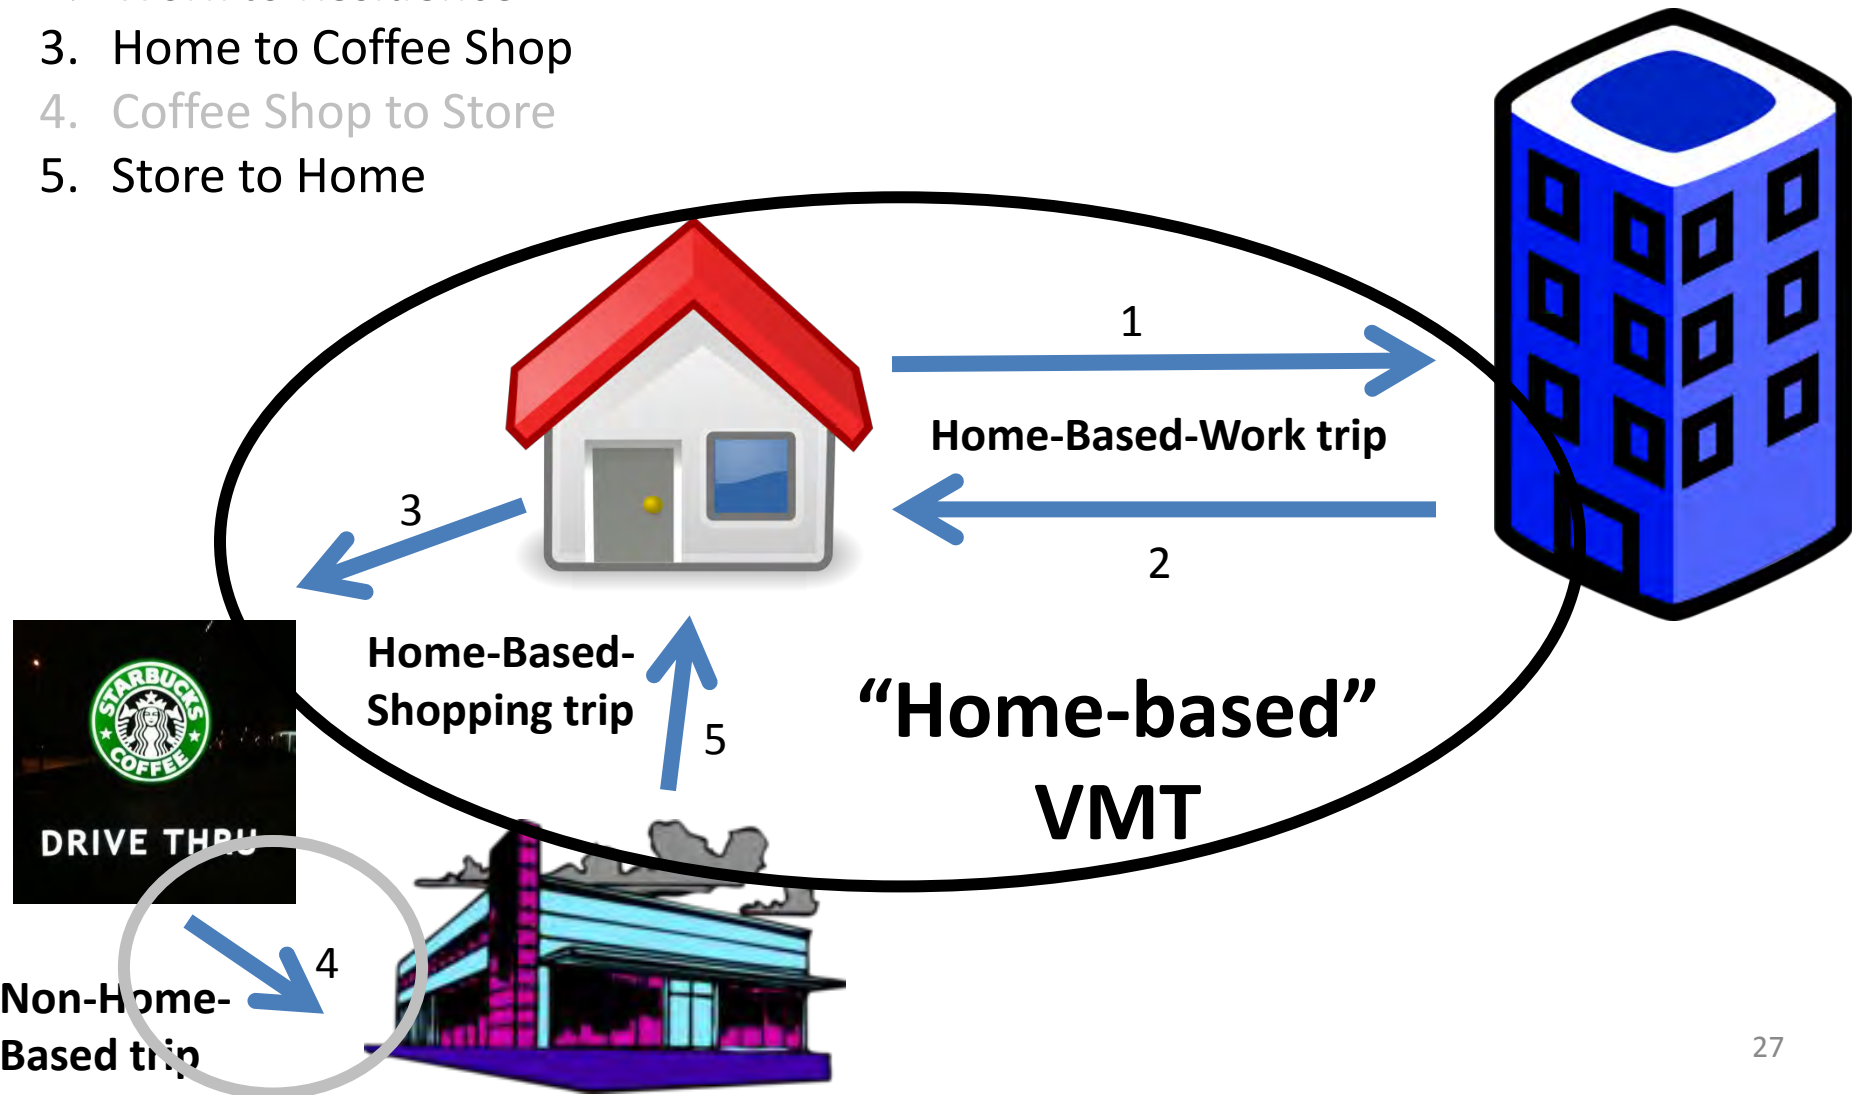 3. Home to Coffee Shop
4. Coffee Shop to Store
5. Store to Home
1
Home-Based-Work trip
2
3
Home-Based-
Shopping trip
5
“Home-based”
VMT
STARBUCKS
COFFEE
DRIVE THRU
4
Non-Home-
Based trip
27